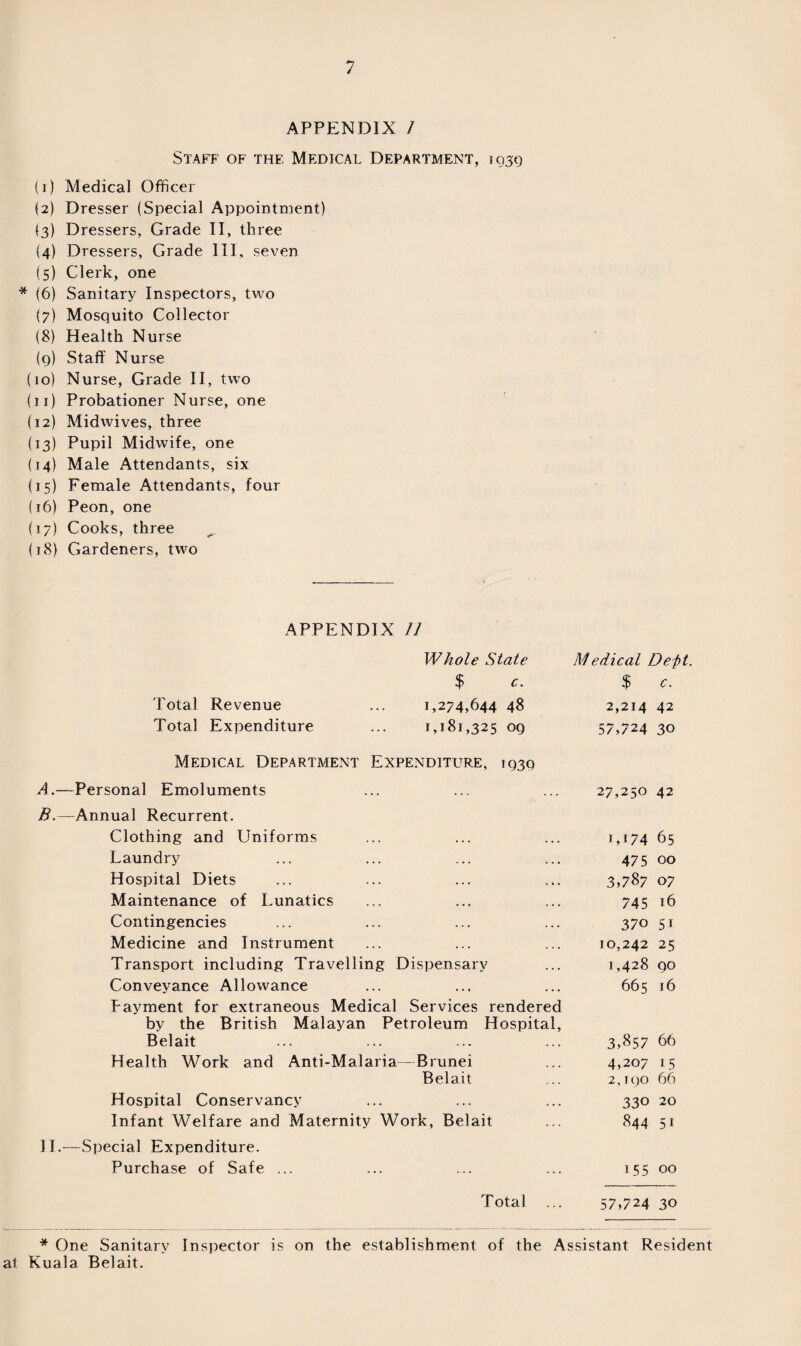 7
APPENDIX I
STAFF OF THE MEDICAL DEPARTMENT, 1939
(1) Medical Officer
(2) Dresser (Special Appointment)
(3) Dressers, Grade II, three
(4) Dressers, Grade III, seven
(5) Clerk, one
* (6) Sanitary Inspectors, two
(7) Mosquito Collector
(8) Health Nurse
(9) Staff Nurse
(10) Nurse, Grade II, two
(11) Probationer Nurse, one
(12) Midwives, three
(13) Pupil Midwife, one
(14) Male Attendants, six
(15) Female Attendants, four
(16) Peon, one
(17) Cooks, three
(18) Gardeners, two
APPENDIX II
Whole State Medical Dept.
$ c. $ c.
Total Revenue ... 1,274,644 48 2,214 42
Total Expenditure ... 1,181,325 09 57,724 30
MEDICAL DEPARTMENT EXPENDITURE, 1939
A.—Personal Emoluments ... ... ... 27,250 42
B.—Annual Recurrent.
Clothing and Uniforms ... ... ... 1,174 65
Laundry ... ... ... ... 475 00
Hospital Diets ... ... ... ... 3,787 07
Maintenance of Lunatics ... ... ... 745 16
Contingencies ... ... ... ... 370 51
Medicine and Instrument ... ... ... 10,242 25
Transport including Travelling Dispensary ... 1,428 90
Conveyance Allowance ... ... ... 665 16
Payment for extraneous Medical Services rendered
by the British Malayan Petroleum Hospital,
Belait ... ... ... ... 3,857 66
Health Work and Anti-Malaria—Brunei ... 4,207 15
Belait ... 2,190 66
Hospital Conservancy ... ... ... 330 20
Infant Welfare and Maternity Work, Belait ... 844 51
II.—Special Expenditure.
Purchase of Safe ... ... ... ... 155 00
Total ... 57,724 30
* One Sanitary Inspector is on the establishment of the Assistant Resident
at Kuala Belait.